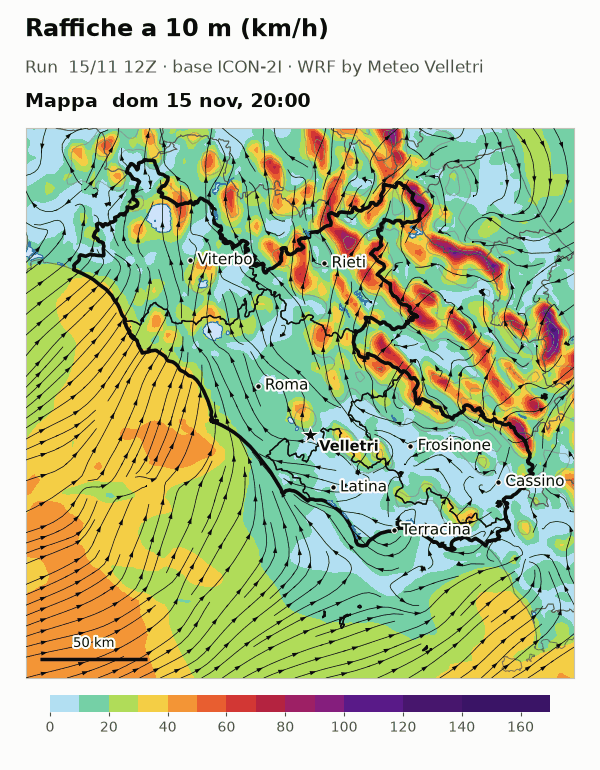 Raffiche a 10 m (km/h)
Run  15/11 12Z · base ICON-2I · WRF by Meteo Velletri
Mappa  dom 15 nov, 20:00
Viterbo
Rieti
Roma
Velletri
Frosinone
Latina
Cassino
Terracina
50 km
0 20 40 60 80 100 120 140 160